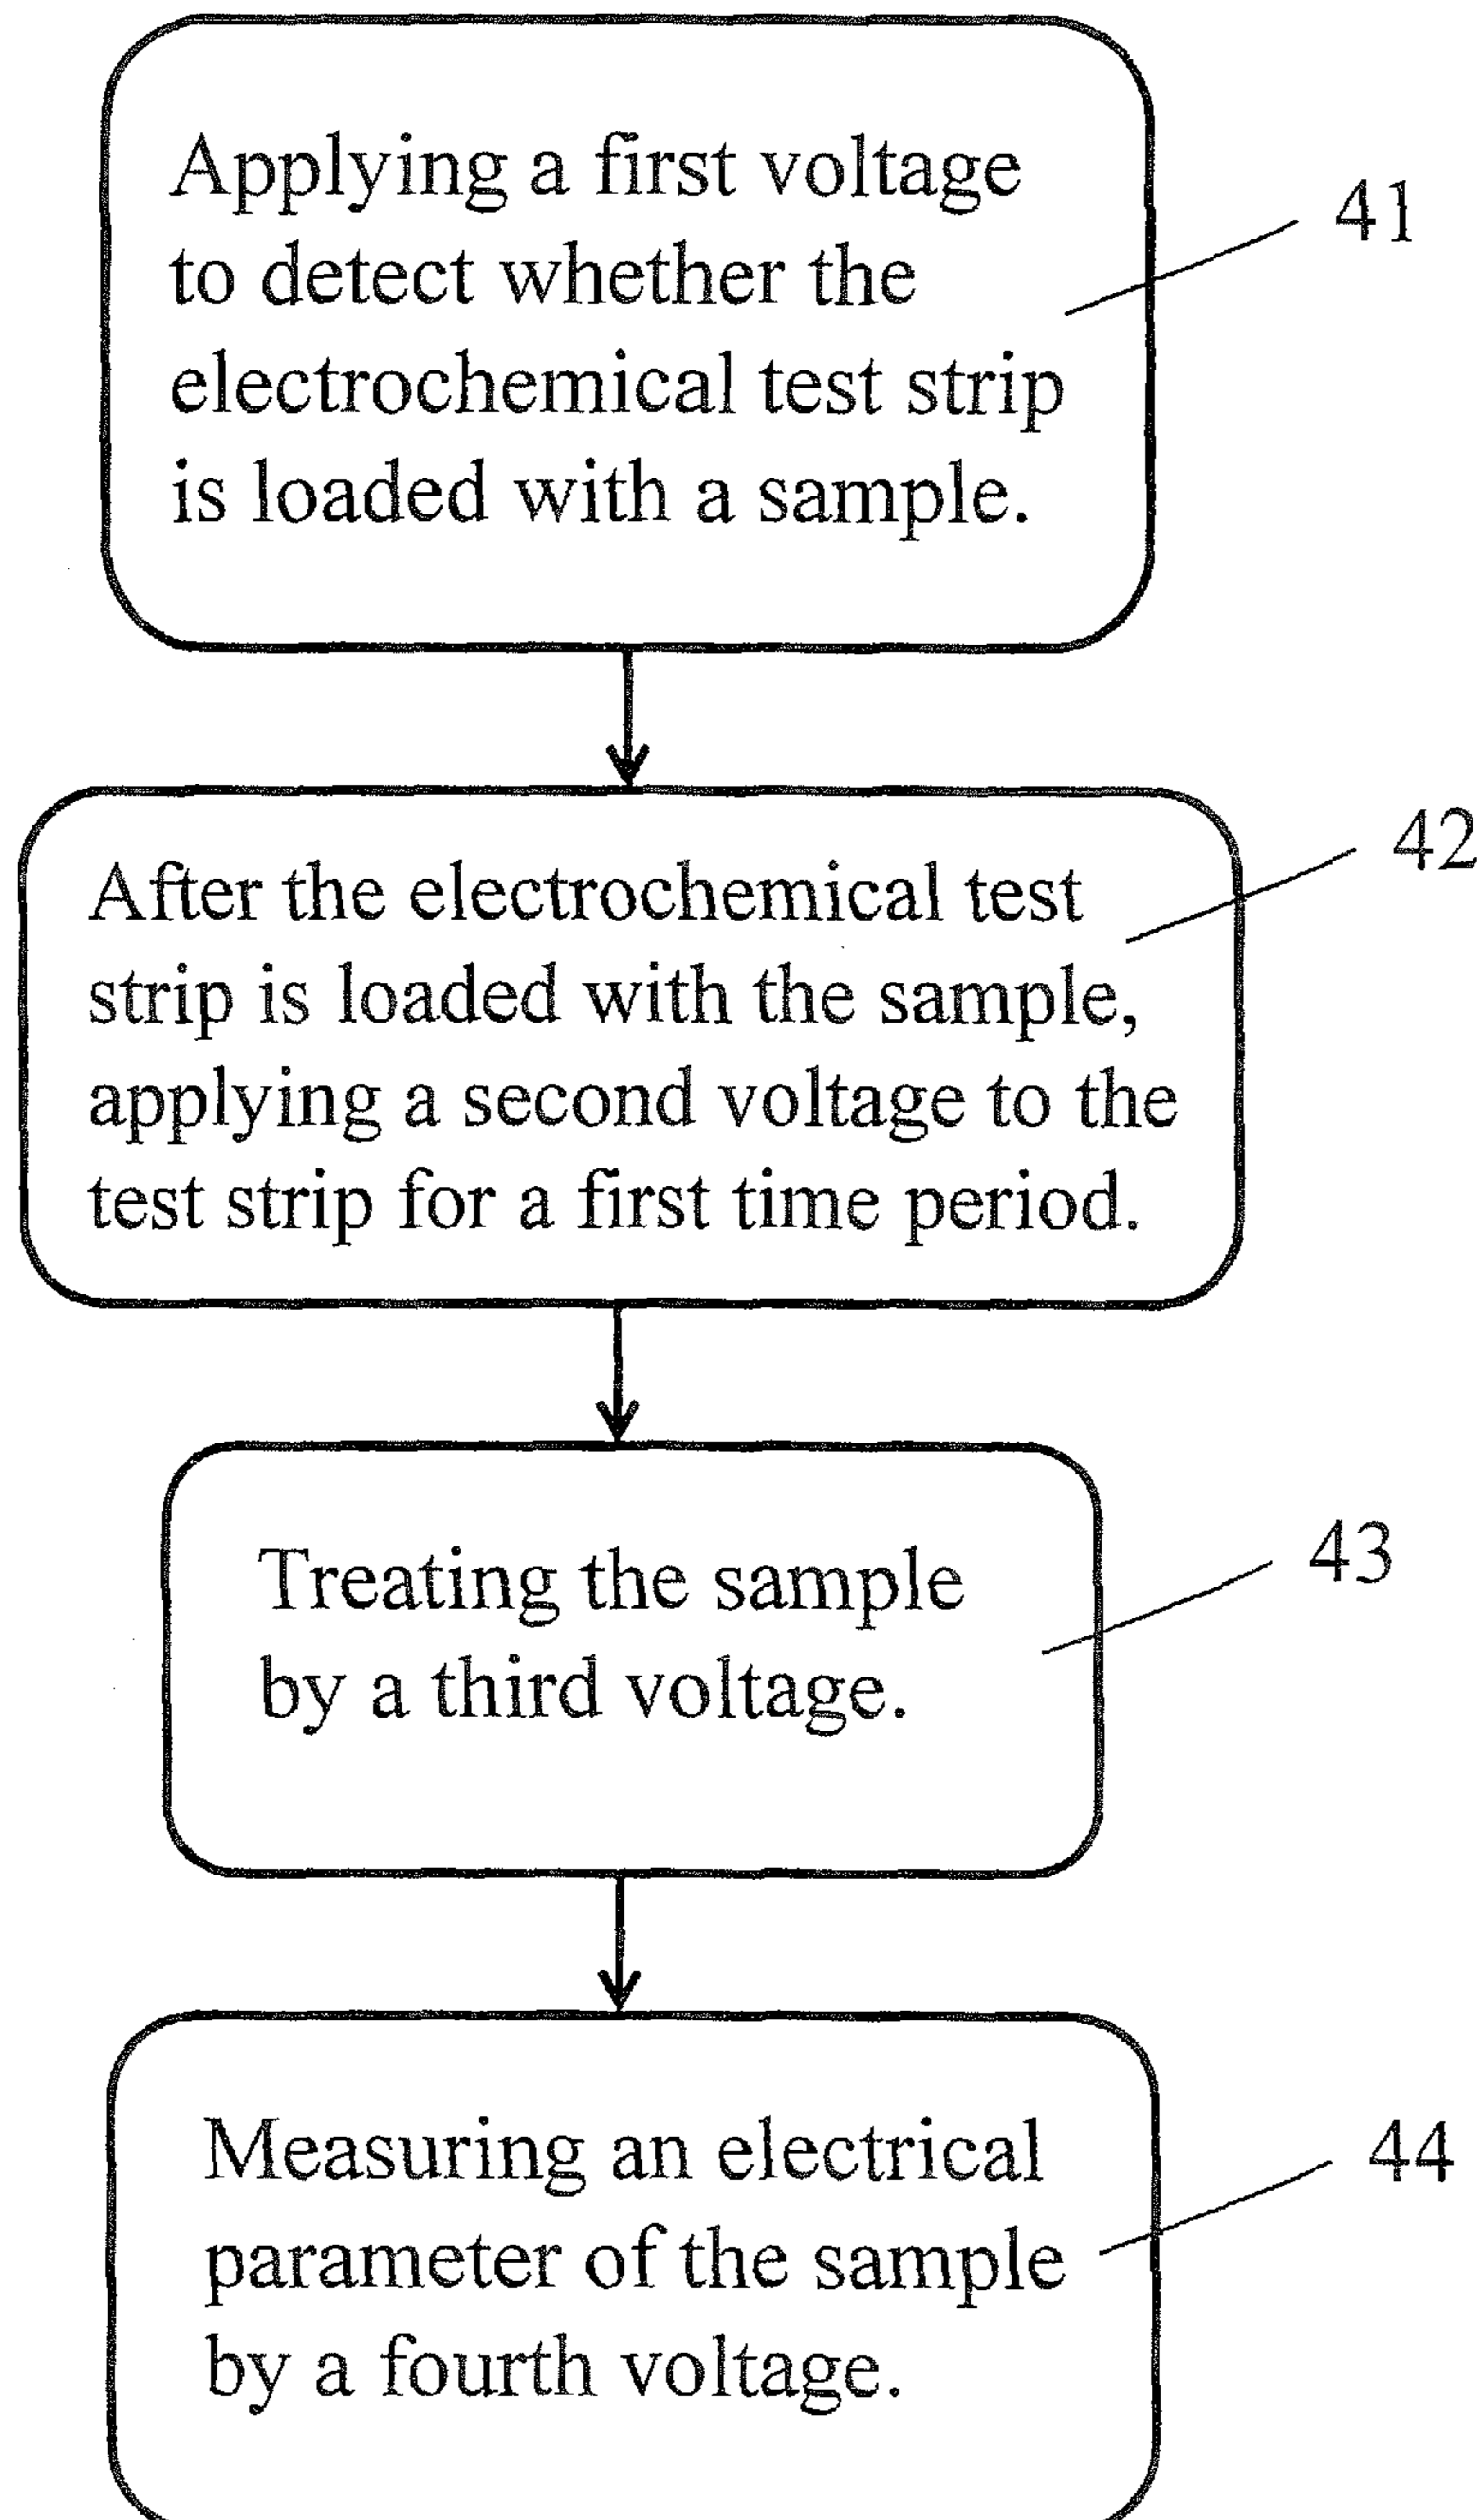 Applying a first voltage
to detect whether the
electrochemical test strip
is loaded with a sample.
41
After the electrochemical test
strip is loaded with the sample,
applying a second voltage to the
test strip for a first time period.
42
Treating the sample
by a third voltage.
43
Measuring an electrical
parameter of the sample
by a fourth voltage.
44